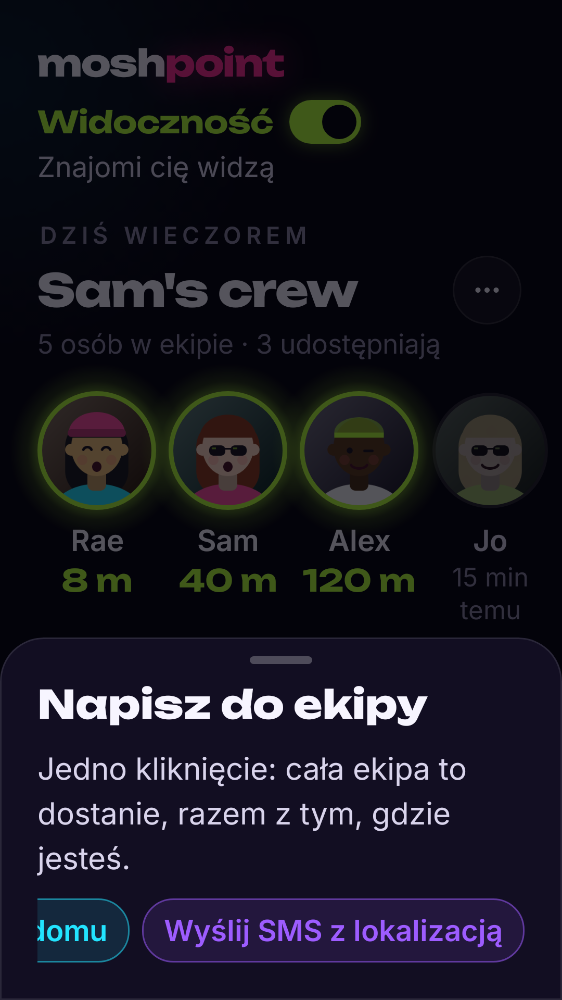 moshpoint
Widoczność
Znajomi cię widzą
DZIŚ WIECZOREM
Sam's crew
5 osób w ekipie · 3 udostępniają
Rae Sam Alex Jo
8 m 40 m 120 m 15 min
temu
Napisz do ekipy
Jedno kliknięcie: cała ekipa to
dostanie, razem z tym, gdzie
jesteś.
domu Wyślij SMS z lokalizacją